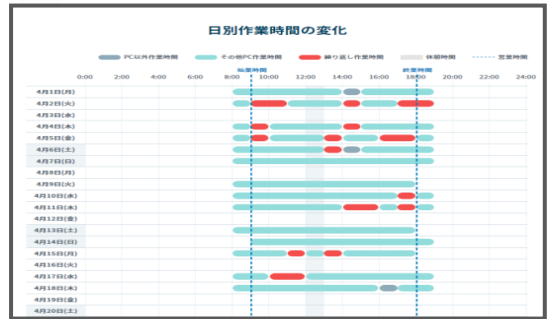 日別作業時間の変化
PC以外作業時間 その他PC作業時間 繰り返し作業時間 休憩時間 営業時間
始業時間 終業時間
0:00 2:00 4:00 6:00 8:00 10:00 12:00 14:00 16:00 18:00 20:00 22:00 24:00
4月1日(月)
4月2日(火)
4月3日(水)
4月4日(木)
4月5日(金)
4月6日(土)
4月7日(日)
4月8日(月)
4月9日(火)
4月10日(水)
4月11日(木)
4月12日(金)
4月13日(土)
4月14日(日)
4月15日(月)
4月16日(火)
4月17日(水)
4月18日(木)
4月19日(金)
4月20日(土)